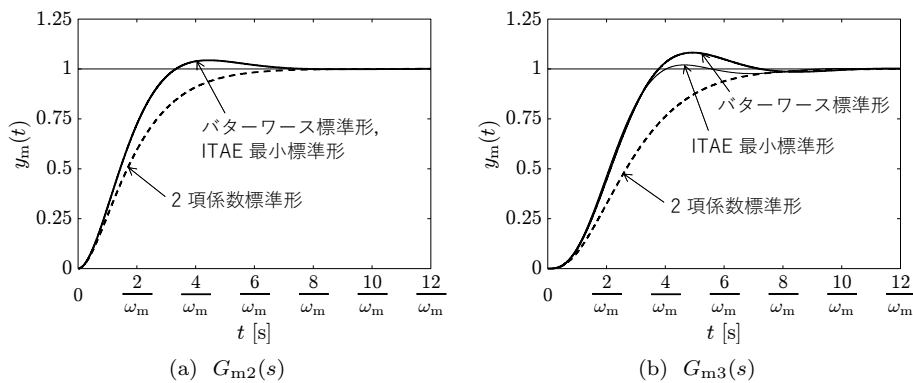 1.25
1
0.75
0.5
0.25
0
y_m(t)
バターワース標準形,
ITAE 最小標準形
2 項係数標準形
0 2/ω_m 4/ω_m 6/ω_m 8/ω_m 10/ω_m 12/ω_m
t [s]
(a) G_m2(s)
1.25
1
0.75
0.5
0.25
0
y_m(t)
バターワース標準形
ITAE 最小標準形
2 項係数標準形
0 2/ω_m 4/ω_m 6/ω_m 8/ω_m 10/ω_m 12/ω_m
t [s]
(b) G_m3(s)